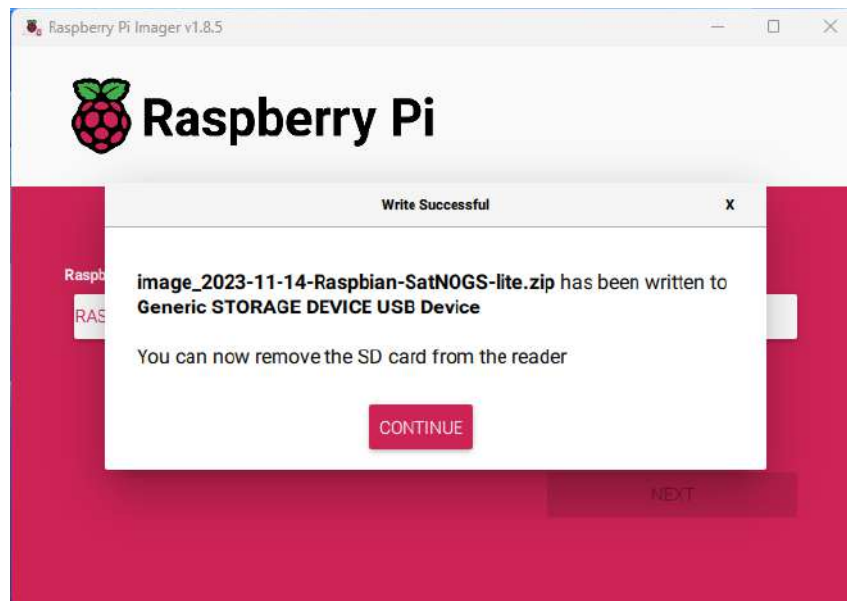 Raspberry Pi Imager v1.8.5
Raspberry Pi
Write Successful
X
Raspb
image_2023-11-14-Raspbian-SatNOGS-lite.zip has been written to
RAS
Generic STORAGE DEVICE USB Device
You can now remove the SD card from the reader
CONTINUE
NEXT